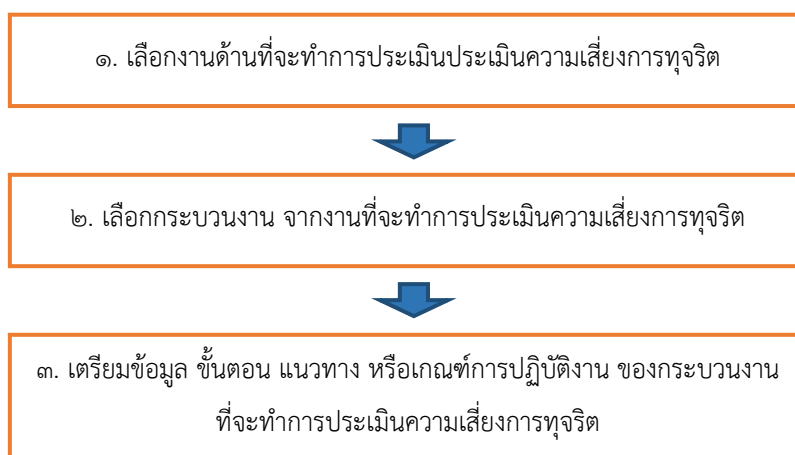 ๑. เลือกงานด้านที่จะทำการประเมินประเมินความเสี่ยงการทุจริต
๒. เลือกกระบวนงาน จากงานที่จะทำการประเมินความเสี่ยงการทุจริต
๓. เตรียมข้อมูล ขั้นตอน แนวทาง หรือเกณฑ์การปฏิบัติงาน ของกระบวนงาน
ที่จะทำการประเมินความเสี่ยงการทุจริต